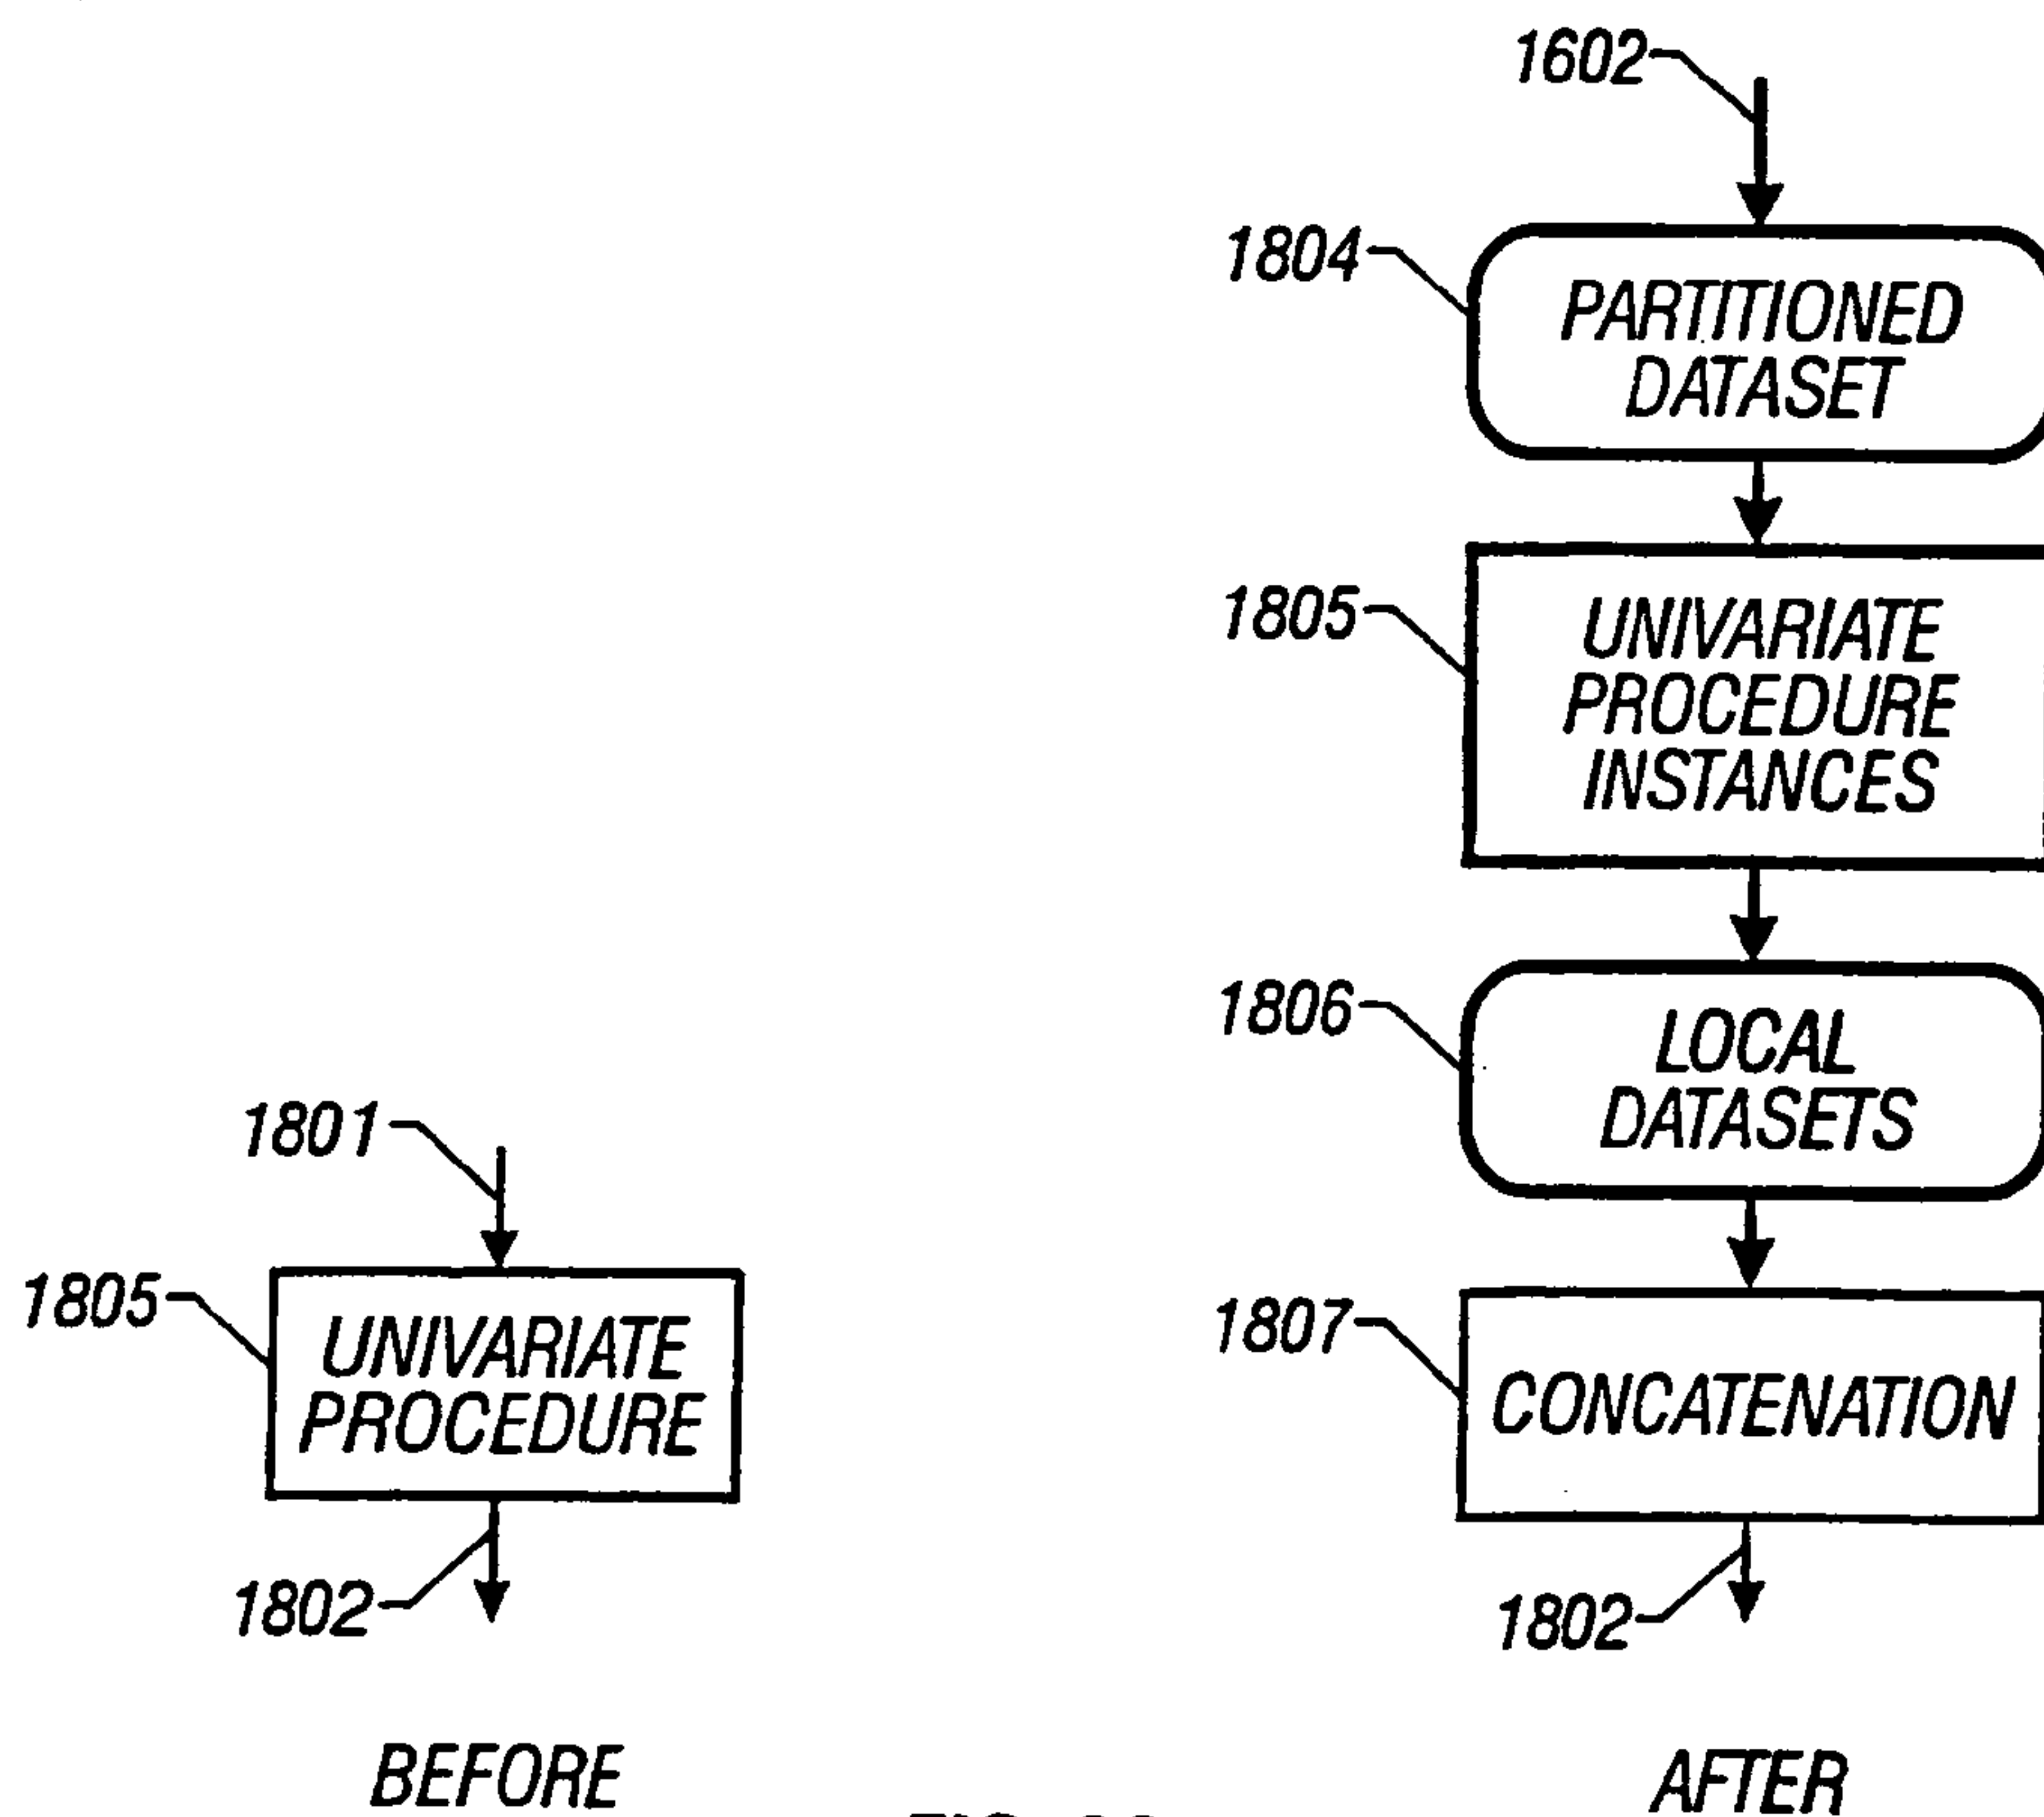 1602
1804
PARTITIONED
DATASET
1805
UNIVARIATE
PROCEDURE
INSTANCES
1806
LOCAL
DATASETS
1807
CONCATENATION
1802
AFTER
1801
1805
UNIVARIATE
PROCEDURE
1802
BEFORE